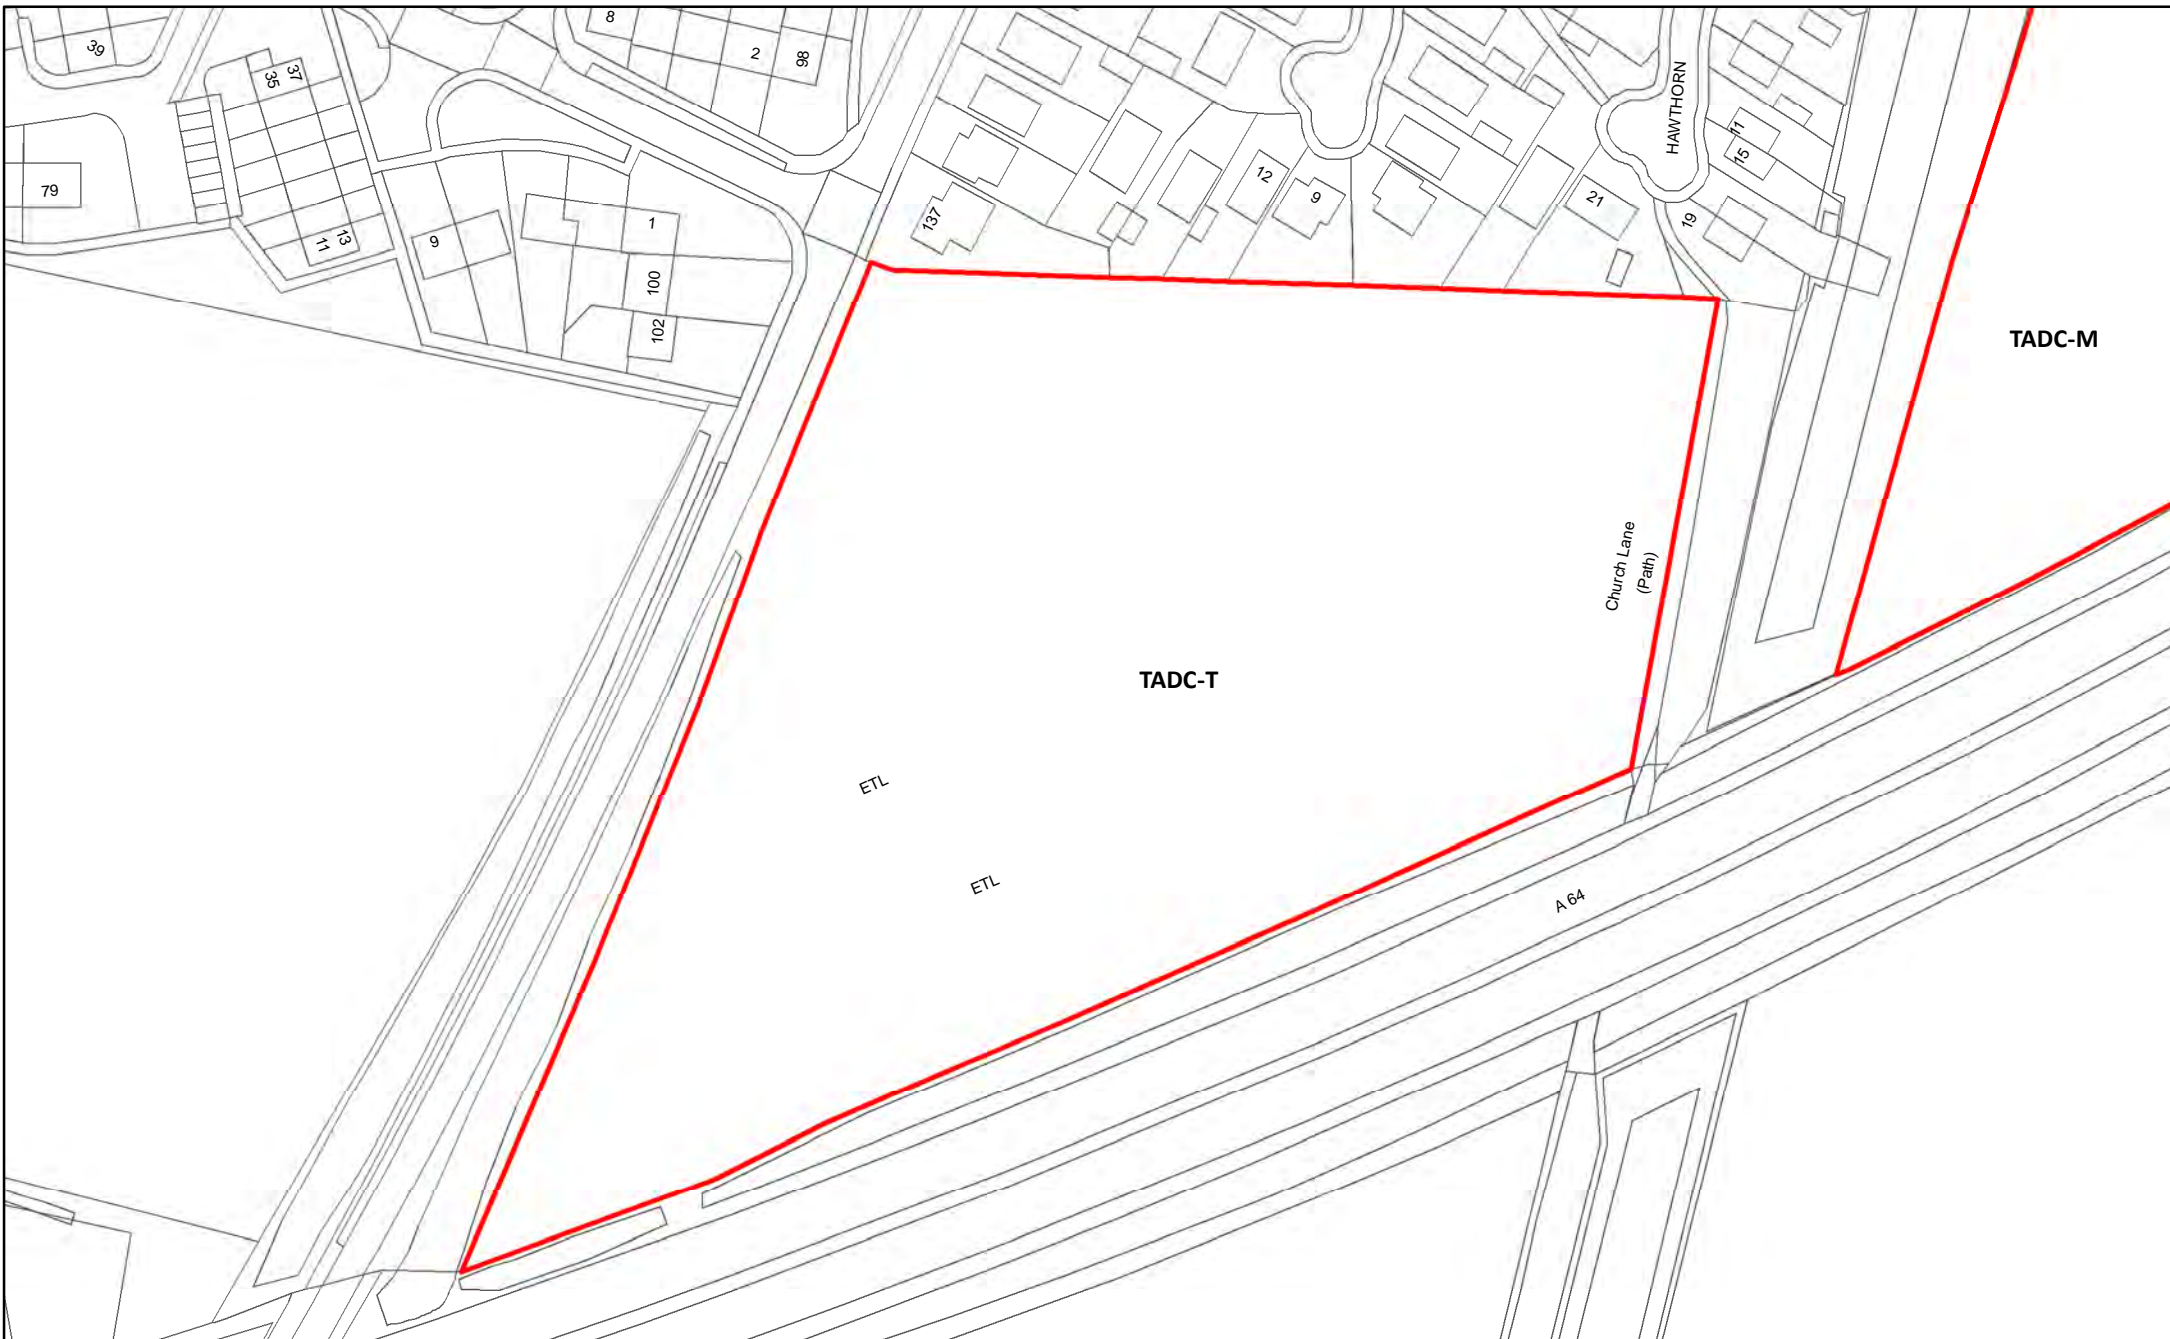 8
39
2
98
37
35
HAWTHORN
11
15
79
12
9
21
137
1
19
13
11
9
100
102
TADC-M
Church Lane
(Path)
TADC-T
ETL
ETL
A 64